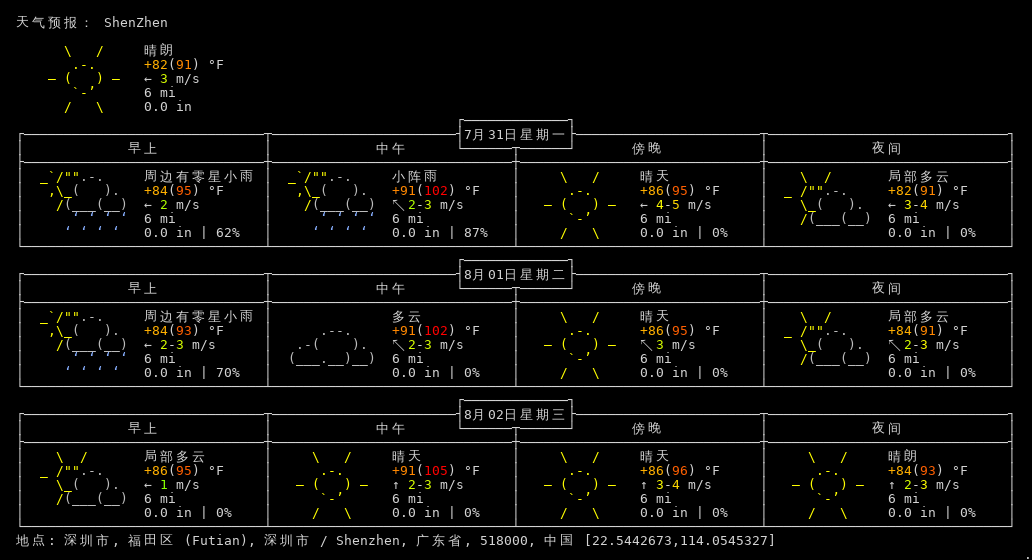 天气预报： ShenZhen
晴朗
+82(91) °F
← 3 m/s
6 mi
0.0 in
7月31日星期一
早上 中午 傍晚 夜间
周边有零星小雨 小阵雨 晴天 局部多云
+84(95) °F +91(102) °F +86(95) °F +82(91) °F
← 2 m/s ↖ 2-3 m/s ← 4-5 m/s ← 3-4 m/s
6 mi 6 mi 6 mi 6 mi
0.0 in | 62% 0.0 in | 87% 0.0 in | 0% 0.0 in | 0%
8月01日星期二
早上 中午 傍晚 夜间
周边有零星小雨 多云 晴天 局部多云
+84(93) °F +91(102) °F +86(95) °F +84(91) °F
← 2-3 m/s ↖ 2-3 m/s ↖ 3 m/s ↖ 2-3 m/s
6 mi 6 mi 6 mi 6 mi
0.0 in | 70% 0.0 in | 0% 0.0 in | 0% 0.0 in | 0%
8月02日星期三
早上 中午 傍晚 夜间
局部多云 晴天 晴天 晴朗
+86(95) °F +91(105) °F +86(96) °F +84(93) °F
← 1 m/s ↑ 2-3 m/s ↑ 3-4 m/s ↑ 2-3 m/s
6 mi 6 mi 6 mi 6 mi
0.0 in | 0% 0.0 in | 0% 0.0 in | 0% 0.0 in | 0%
地点: 深圳市, 福田区 (Futian), 深圳市 / Shenzhen, 广东省, 518000, 中国 [22.5442673,114.0545327]